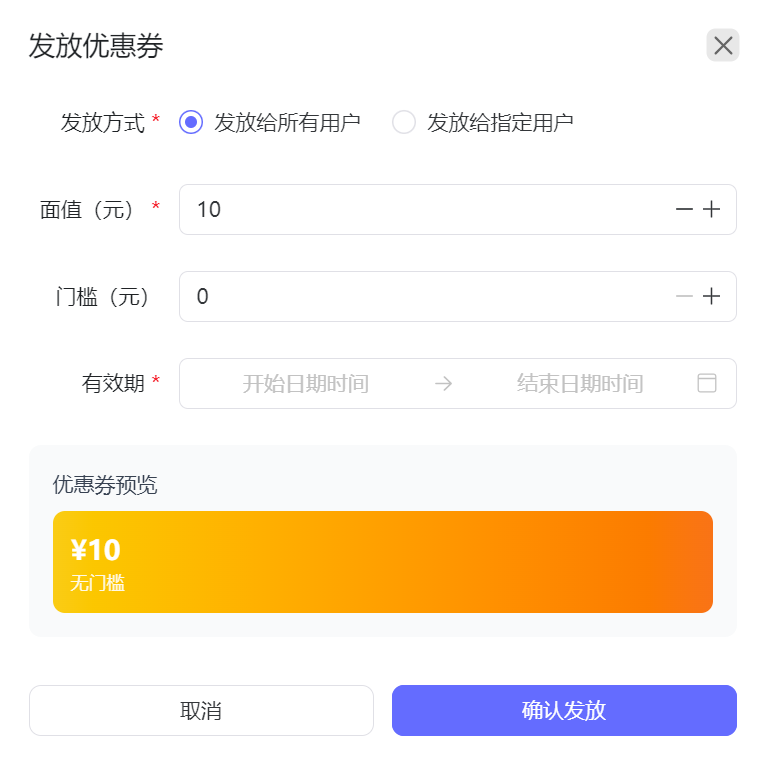 发放优惠券
发放方式 * 发放给所有用户 发放给指定用户
面值（元） * 10
门槛（元） 0
有效期 * 开始日期时间 → 结束日期时间
优惠券预览
¥10
无门槛
取消 确认发放